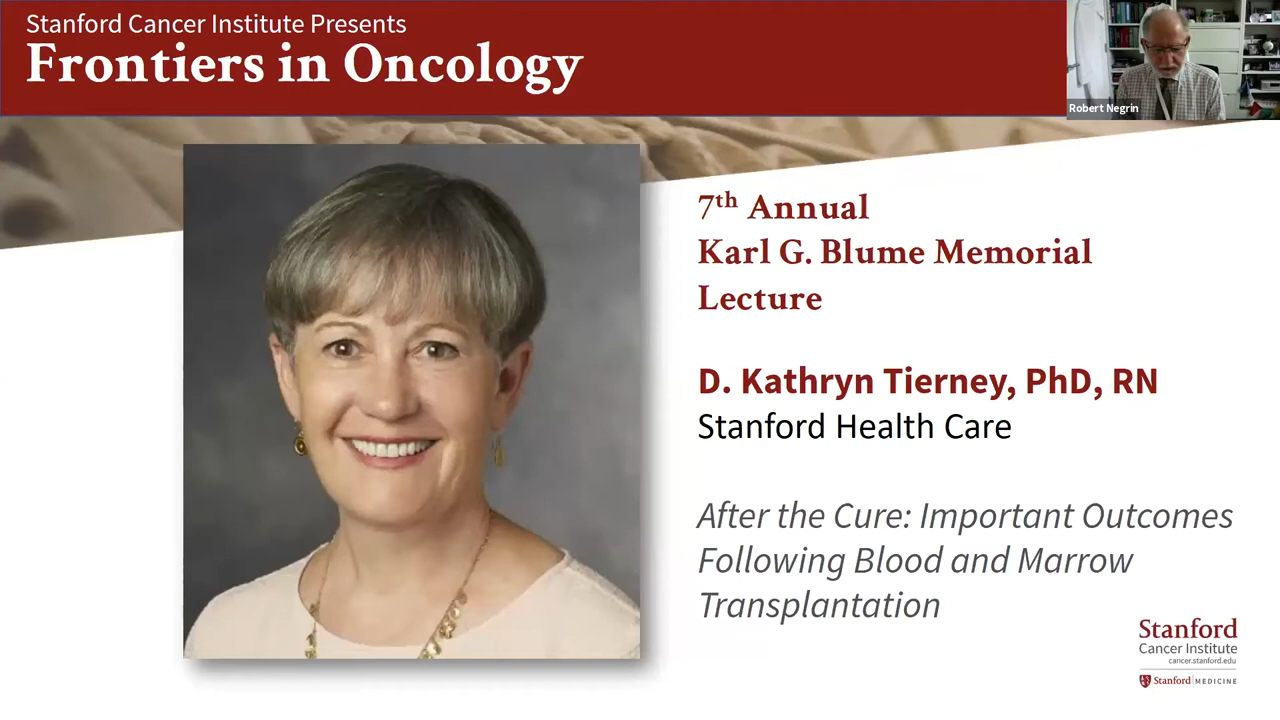 Stanford Cancer Institute Presents
Frontiers in Oncology
Robert Negrin
7th Annual
Karl G. Blume Memorial
Lecture
D. Kathryn Tierney, PhD, RN
Stanford Health Care
After the Cure: Important Outcomes
Following Blood and Marrow
Transplantation
Stanford
Cancer Institute
cancer.stanford.edu
Stanford MEDICINE